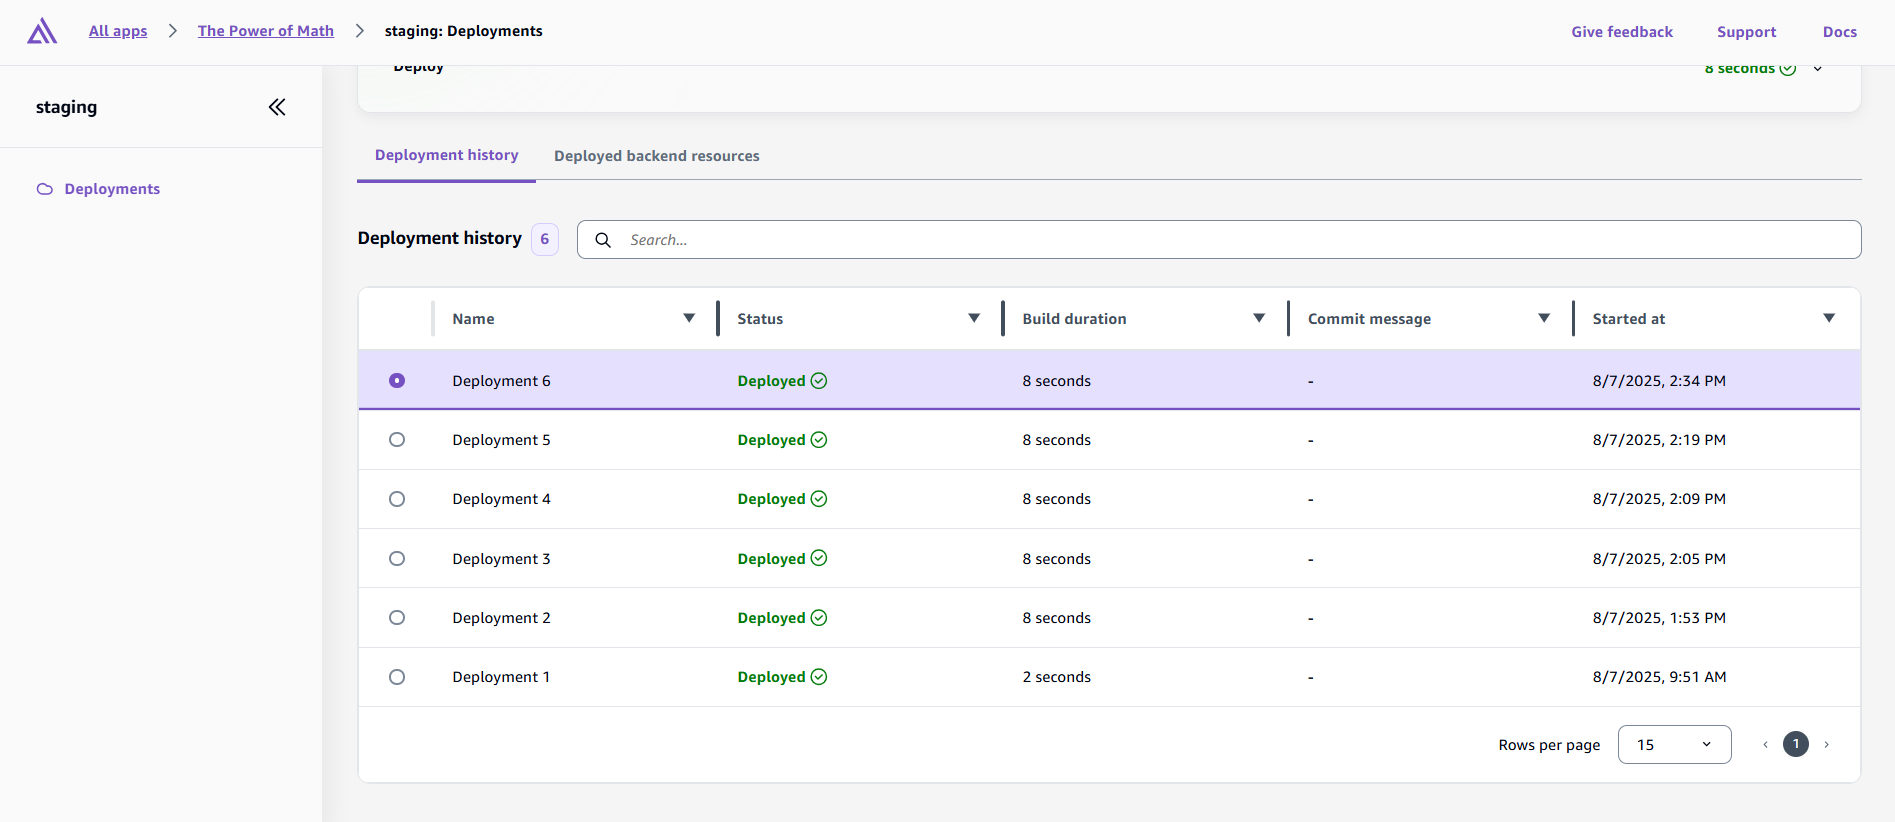 All apps > The Power of Math > staging: Deployments Give feedback Support Docs
Deploy 8 seconds
staging
Deployments
Deployment history Deployed backend resources
Deployment history 6 Search...
Name Status Build duration Commit message Started at
Deployment 6 Deployed 8 seconds - 8/7/2025, 2:34 PM
Deployment 5 Deployed 8 seconds - 8/7/2025, 2:19 PM
Deployment 4 Deployed 8 seconds - 8/7/2025, 2:09 PM
Deployment 3 Deployed 8 seconds - 8/7/2025, 2:05 PM
Deployment 2 Deployed 8 seconds - 8/7/2025, 1:53 PM
Deployment 1 Deployed 2 seconds - 8/7/2025, 9:51 AM
Rows per page 15 1